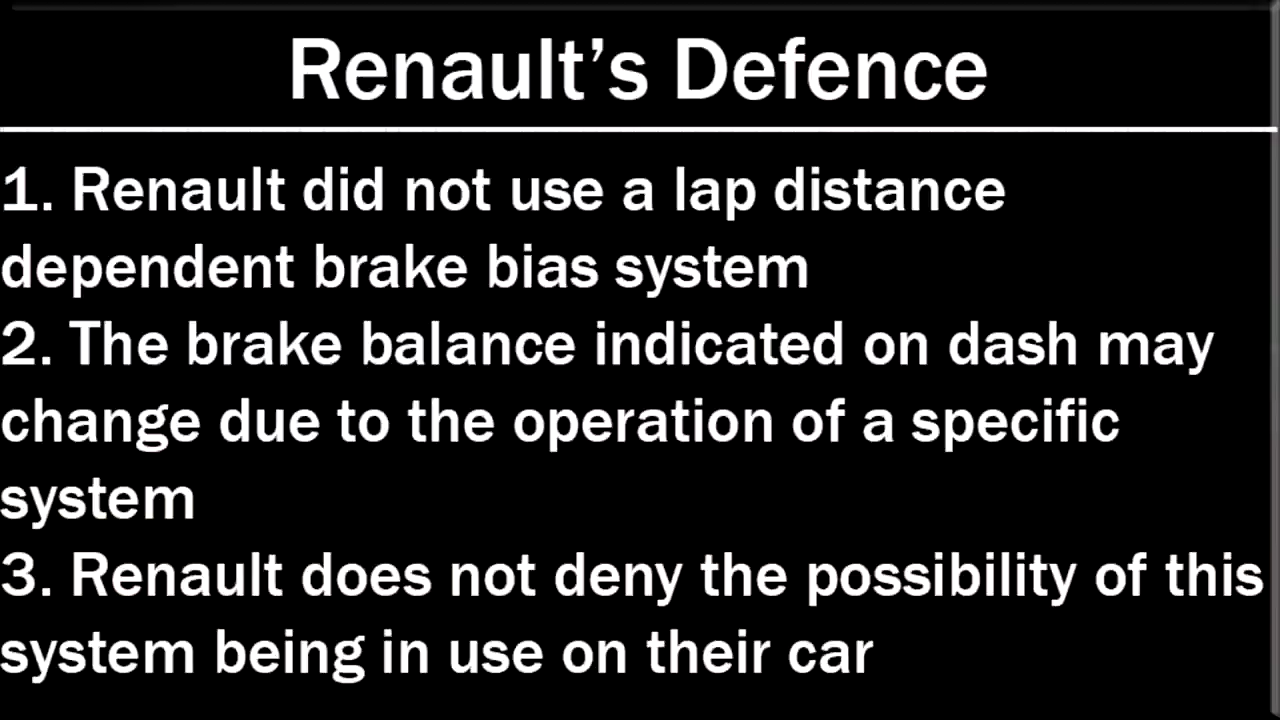 Renault’s Defence
1. Renault did not use a lap distance
dependent brake bias system
2. The brake balance indicated on dash may
change due to the operation of a specific
system
3. Renault does not deny the possibility of this
system being in use on their car